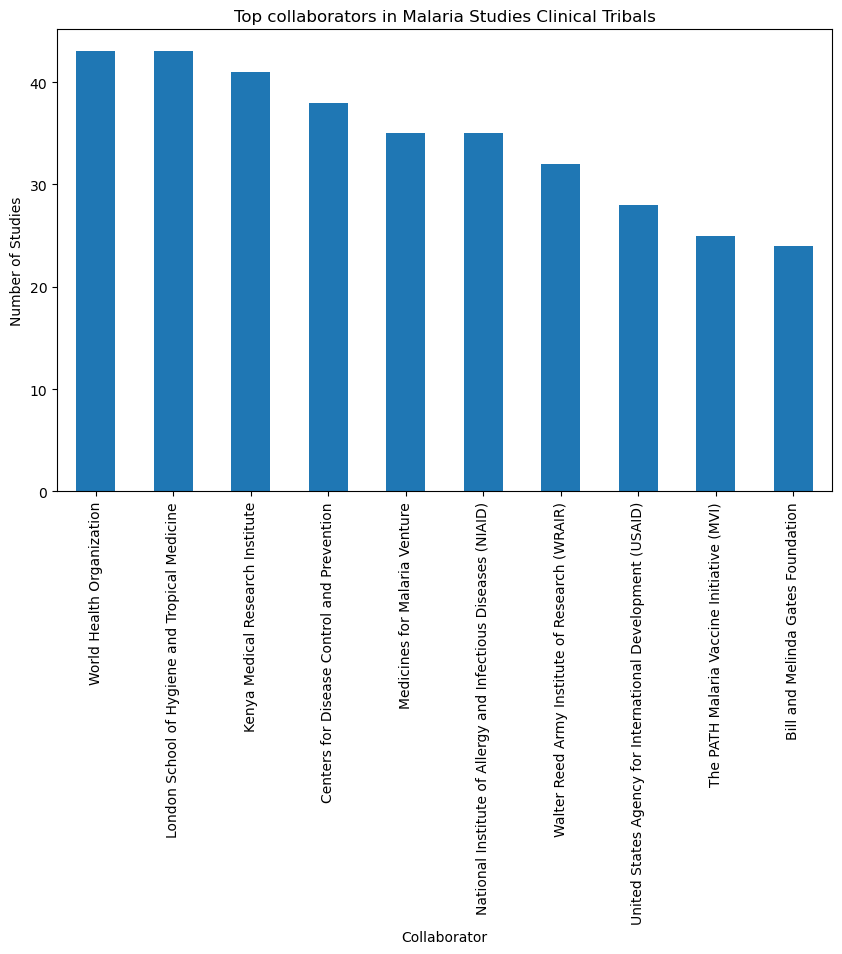 Top collaborators in Malaria Studies Clinical Tribals
Number of Studies
40
30
20
10
0
World Health Organization
London School of Hygiene and Tropical Medicine
Kenya Medical Research Institute
Centers for Disease Control and Prevention
Medicines for Malaria Venture
National Institute of Allergy and Infectious Diseases (NIAID)
Walter Reed Army Institute of Research (WRAIR)
United States Agency for International Development (USAID)
The PATH Malaria Vaccine Initiative (MVI)
Bill and Melinda Gates Foundation
Collaborator